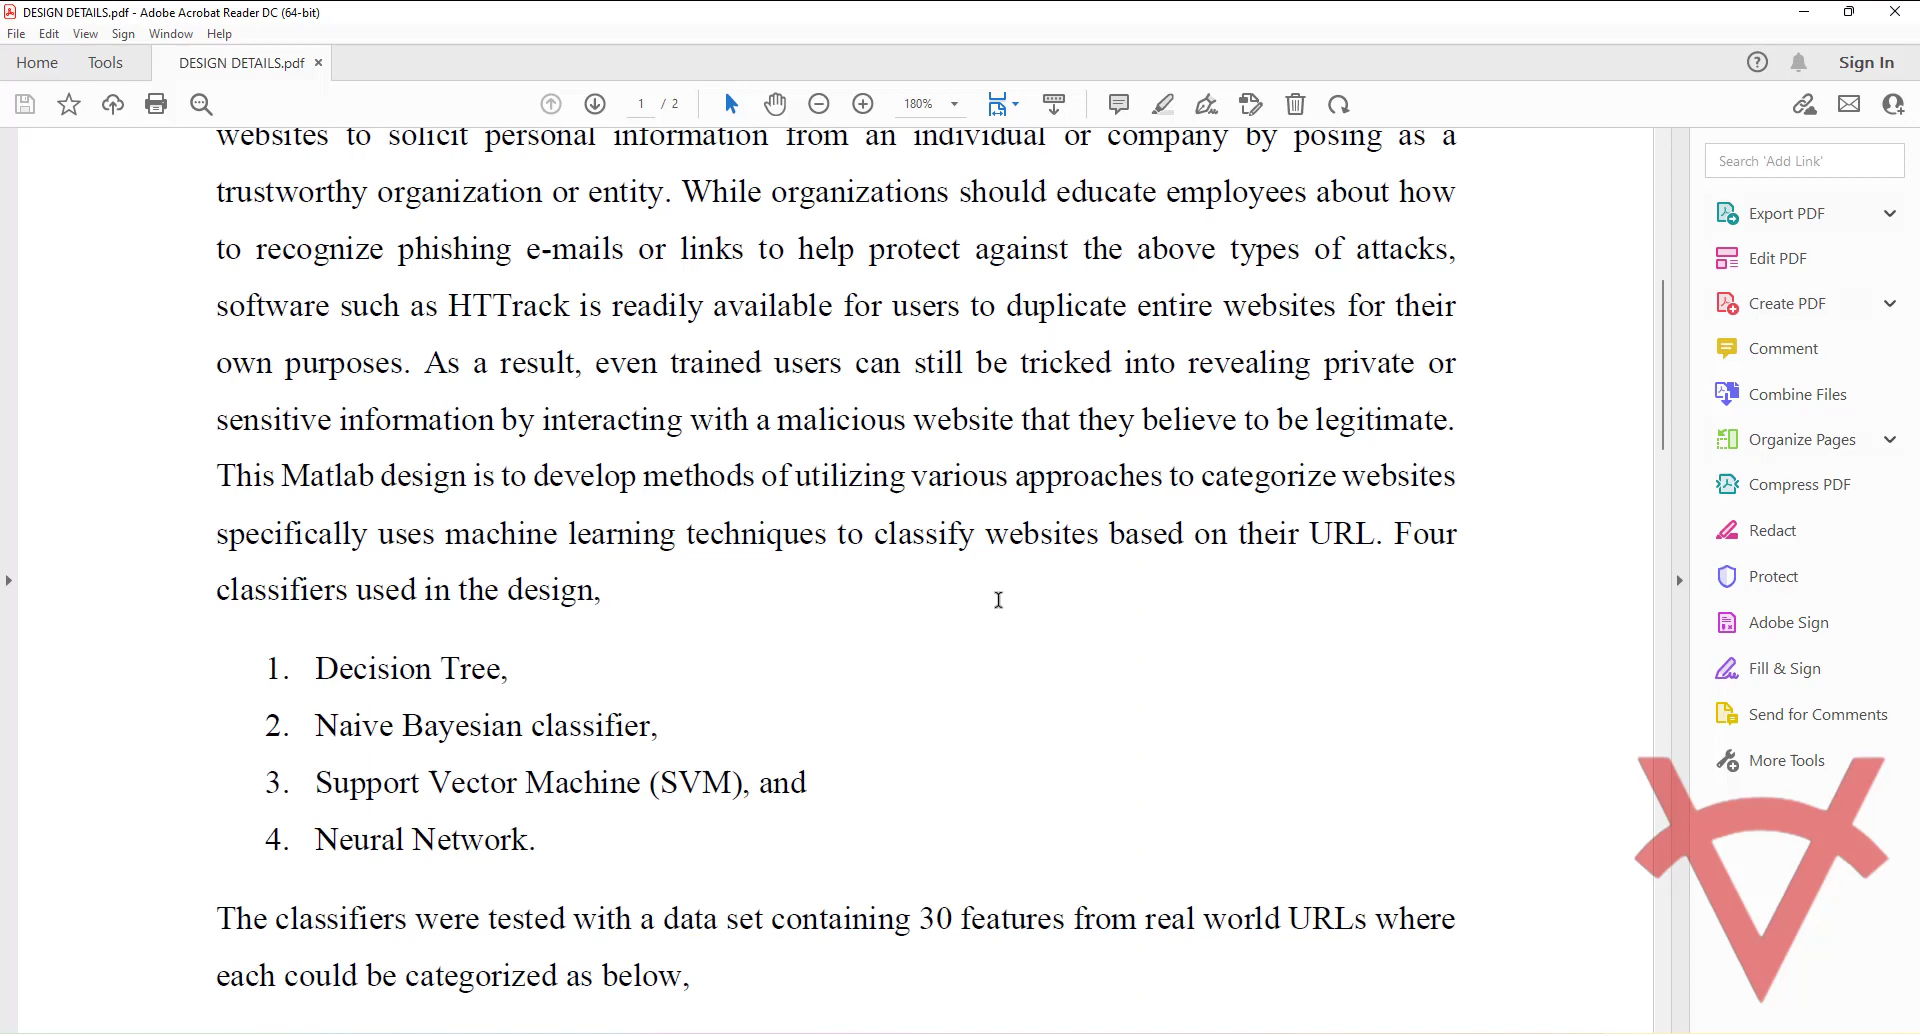 DESIGN DETAILS.pdf - Adobe Acrobat Reader DC (64-bit)
File Edit View Sign Window Help
Home Tools DESIGN DETAILS.pdf × Sign In
1 / 2 180%
websites to solicit personal information from an individual or company by posing as a
trustworthy organization or entity. While organizations should educate employees about how
to recognize phishing e-mails or links to help protect against the above types of attacks,
software such as HTTrack is readily available for users to duplicate entire websites for their
own purposes. As a result, even trained users can still be tricked into revealing private or
sensitive information by interacting with a malicious website that they believe to be legitimate.
This Matlab design is to develop methods of utilizing various approaches to categorize websites
specifically uses machine learning techniques to classify websites based on their URL. Four
classifiers used in the design,
1. Decision Tree,
2. Naive Bayesian classifier,
3. Support Vector Machine (SVM), and
4. Neural Network.
The classifiers were tested with a data set containing 30 features from real world URLs where
each could be categorized as below,
Search 'Add Link'
Export PDF
Edit PDF
Create PDF
Comment
Combine Files
Organize Pages
Compress PDF
Redact
Protect
Adobe Sign
Fill & Sign
Send for Comments
More Tools